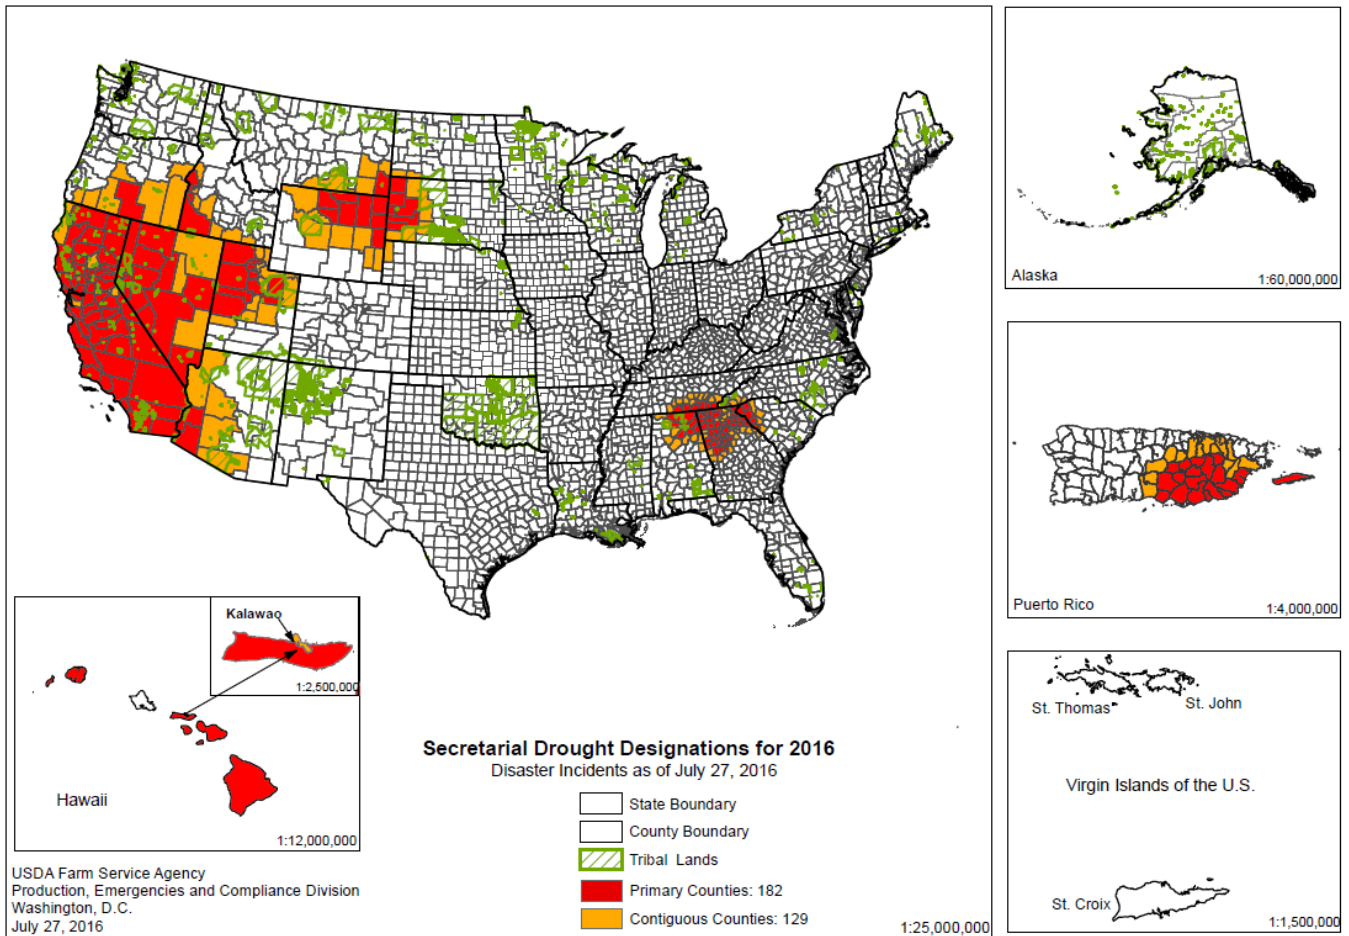 Alaska
1:60,000,000
Puerto Rico
1:4,000,000
Kalawao
1:2,500,000
Hawaii
1:12,000,000
St. Thomas
St. John
Virgin Islands of the U.S.
St. Croix
1:1,500,000
Secretarial Drought Designations for 2016
Disaster Incidents as of July 27, 2016
State Boundary
County Boundary
Tribal Lands
Primary Counties: 182
Contiguous Counties: 129
1:25,000,000
USDA Farm Service Agency
Production, Emergencies and Compliance Division
Washington, D.C.
July 27, 2016